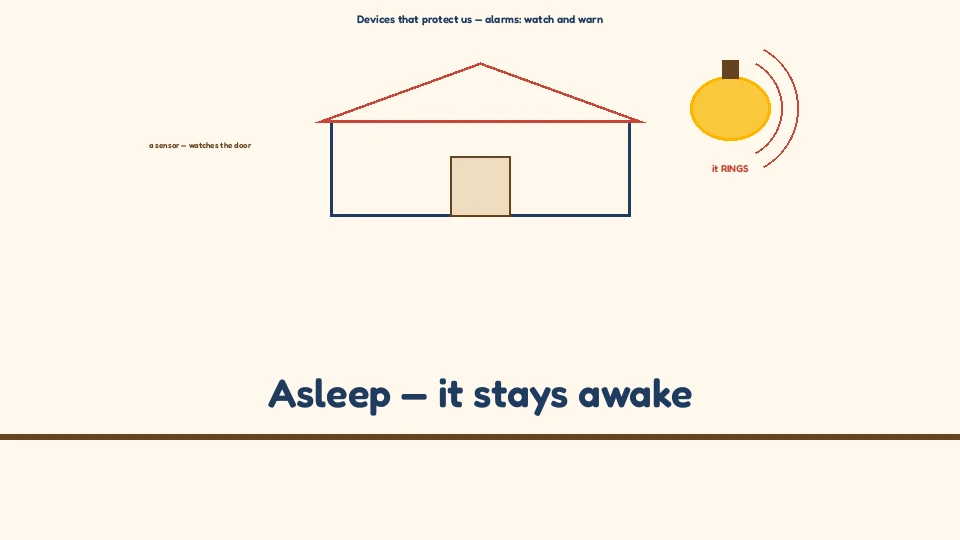 Devices that protect us — alarms: watch and warn
a sensor — watches the door
it RINGS
Asleep — it stays awake